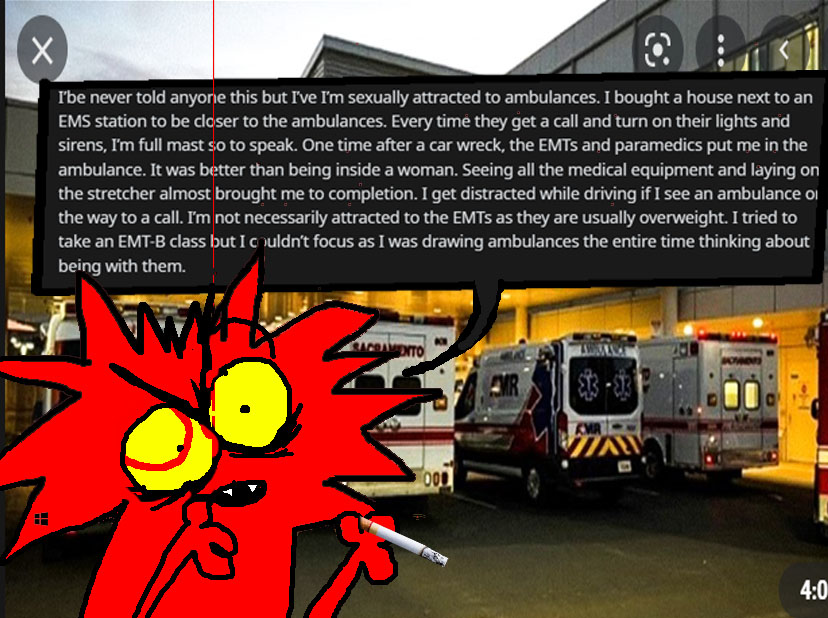 I'be never told anyone this but I've I'm sexually attracted to ambulances. I bought a house next to an
EMS station to be closer to the ambulances. Every time they get a call and turn on their lights and
sirens, I'm full mast so to speak. One time after a car wreck, the EMTs and paramedics put me in the
ambulance. It was better than being inside a woman. Seeing all the medical equipment and laying on
the stretcher almost brought me to completion. I get distracted while driving if I see an ambulance on
the way to a call. I'm not necessarily attracted to the EMTs as they are usually overweight. I tried to
take an EMT-B class but I couldn't focus as I was drawing ambulances the entire time thinking about
being with them.
SACRAMENTO
AMR
AMBULANCE
AMR
SACRAMENTO
4:0